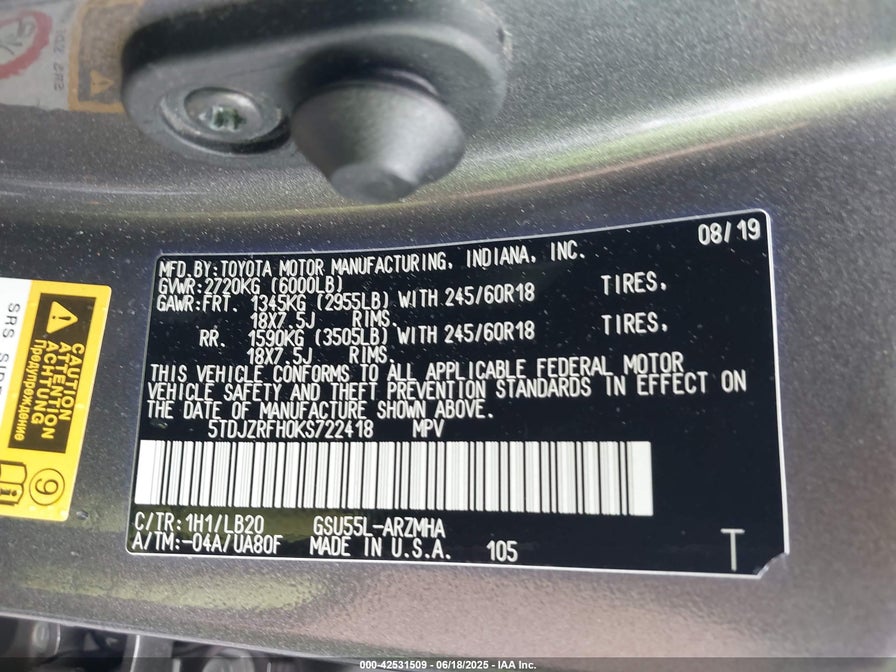 08/19
MFD.BY:TOYOTA MOTOR MANUFACTURING, INDIANA, INC.
GVWR:2720KG (6000LB)
GAWR:FRT. 1345KG (2955LB) WITH 245/60R18 TIRES,
18X7.5J RIMS.
RR. 1590KG (3505LB) WITH 245/60R18 TIRES,
18X7.5J RIMS.
THIS VEHICLE CONFORMS TO ALL APPLICABLE FEDERAL MOTOR
VEHICLE SAFETY AND THEFT PREVENTION STANDARDS IN EFFECT ON
THE DATE OF MANUFACTURE SHOWN ABOVE.
5TDJZRFH0KS722418 MPV
C/TR:1H1/LB20 GSU55L-ARZMHA
A/TM:-04A/UA80F MADE IN U.S.A. 105
T
CAUTION
ATTENTION
ACHTUNG
Предупреждение
SRS SIDE
9
000-42531509 - 06/18/2025 - IAA Inc.